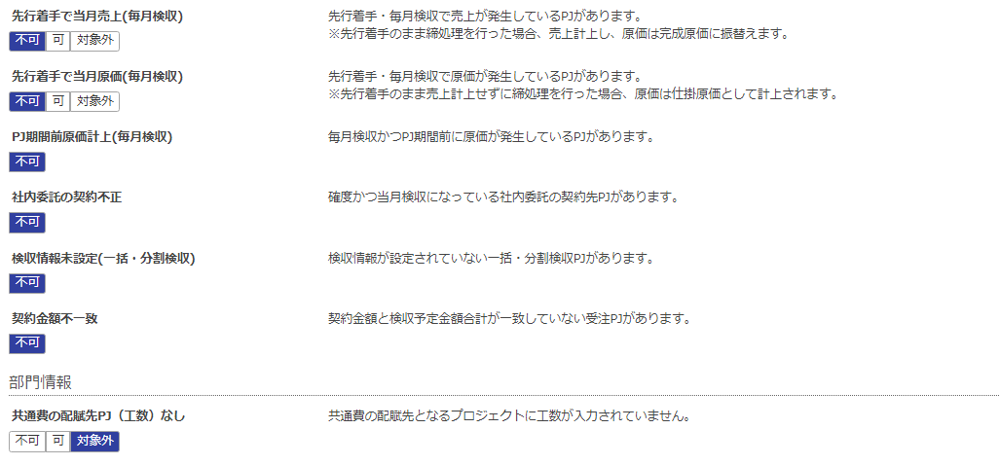 先行着手で当月売上(毎月検収) 先行着手・毎月検収で売上が発生しているPJがあります。
不可 可 対象外 ※先行着手のまま締処理を行った場合、売上計上し、原価は完成原価に振替えます。
先行着手で当月原価(毎月検収) 先行着手・毎月検収で原価が発生しているPJがあります。
不可 可 対象外 ※先行着手のまま売上計上せずに締処理を行った場合、原価は仕掛原価として計上されます。
PJ期間前原価計上(毎月検収) 毎月検収かつPJ期間前に原価が発生しているPJがあります。
不可
社内委託の契約不正 確度かつ当月検収になっている社内委託の契約先PJがあります。
不可
検収情報未設定(一括・分割検収) 検収情報が設定されていない一括・分割検収PJがあります。
不可
契約金額不一致 契約金額と検収予定金額合計が一致していない受注PJがあります。
不可
部門情報
共通費の配賦先PJ（工数）なし 共通費の配賦先となるプロジェクトに工数が入力されていません。
不可 可 対象外